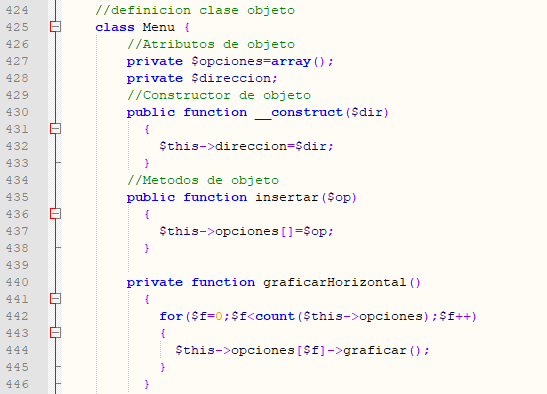 424 //definicion clase objeto
425 class Menu {
426 //Atributos de objeto
427 private $opciones=array();
428 private $direccion;
429 //Constructor de objeto
430 public function __construct($dir)
431 {
432 $this->direccion=$dir;
433 }
434 //Metodos de objeto
435 public function insertar($op)
436 {
437 $this->opciones[]=$op;
438 }
439
440 private function graficarHorizontal()
441 {
442 for($f=0;$f<count($this->opciones);$f++)
443 {
444 $this->opciones[$f]->graficar();
445 }
446 }